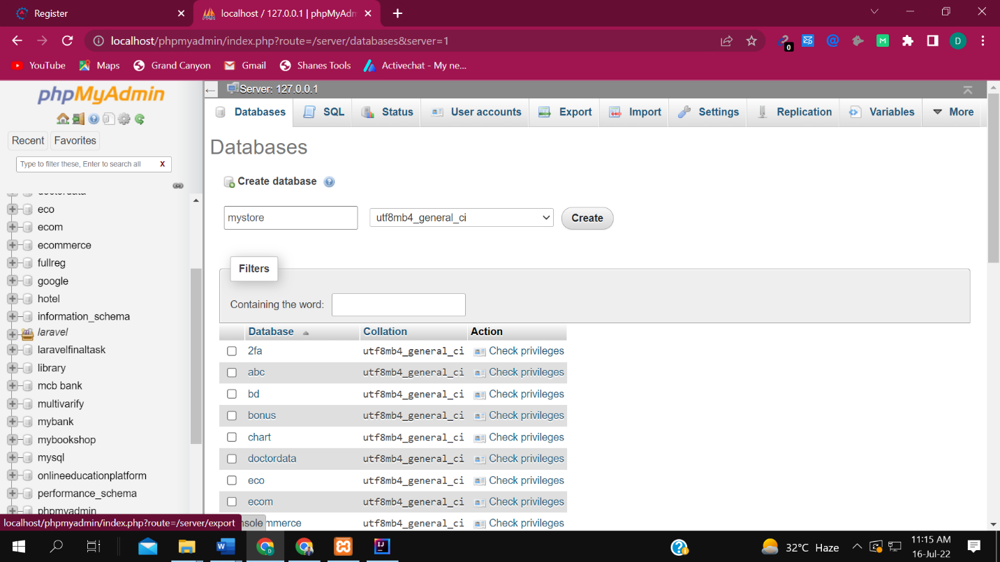 Register
localhost / 127.0.0.1 | phpMyAdm
localhost/phpmyadmin/index.php?route=/server/databases&server=1
0
M
D
YouTube Maps Grand Canyon Gmail Shanes Tools Activechat - My ne...
phpMyAdmin
Recent Favorites
Type to filter these, Enter to search all X
doctordata
eco
ecom
ecommerce
fullreg
google
hotel
information_schema
laravel
laravelfinaltask
library
mcb bank
multivarify
mybank
mybookshop
mysql
onlineeducationplatform
performance_schema
phpmyadmin
localhost/phpmyadmin/index.php?route=/server/export
Server: 127.0.0.1
Databases SQL Status User accounts Export Import Settings Replication Variables More
Databases
Create database
mystore utf8mb4_general_ci Create
Filters
Containing the word:
Database Collation Action
2fa utf8mb4_general_ci Check privileges
abc utf8mb4_general_ci Check privileges
bd utf8mb4_general_ci Check privileges
bonus utf8mb4_general_ci Check privileges
chart utf8mb4_general_ci Check privileges
doctordata utf8mb4_general_ci Check privileges
eco utf8mb4_general_ci Check privileges
ecom utf8mb4_general_ci Check privileges
nsole mmerce utf8mb4_general_ci Check privileges
32°C Haze
11:15 AM
16-Jul-22